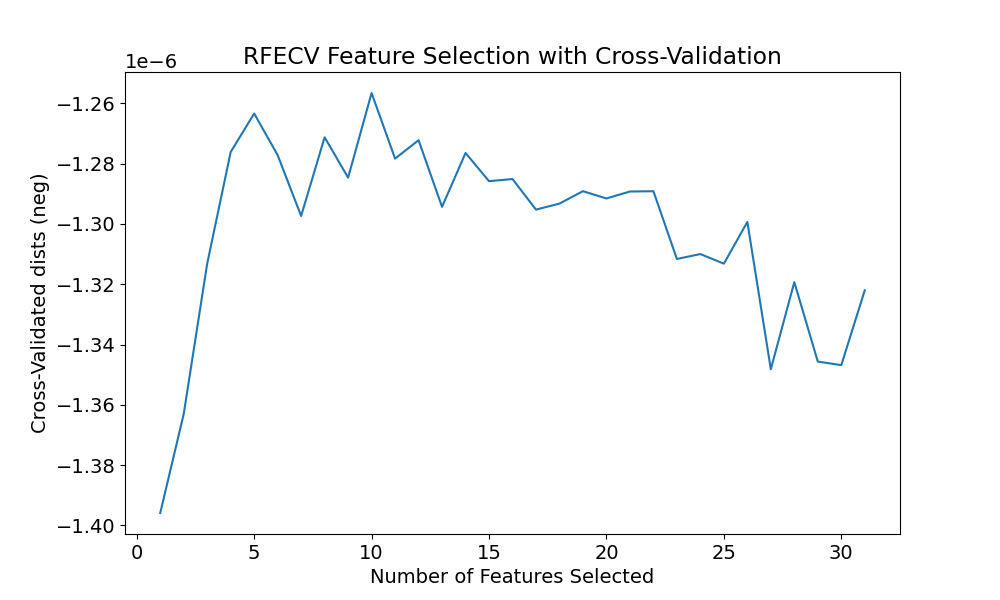 RFECV Feature Selection with Cross-Validation
1e−6
−1.26
−1.28
−1.30
−1.32
−1.34
−1.36
−1.38
−1.40
Cross-Validated dists (neg)
0 5 10 15 20 25 30
Number of Features Selected